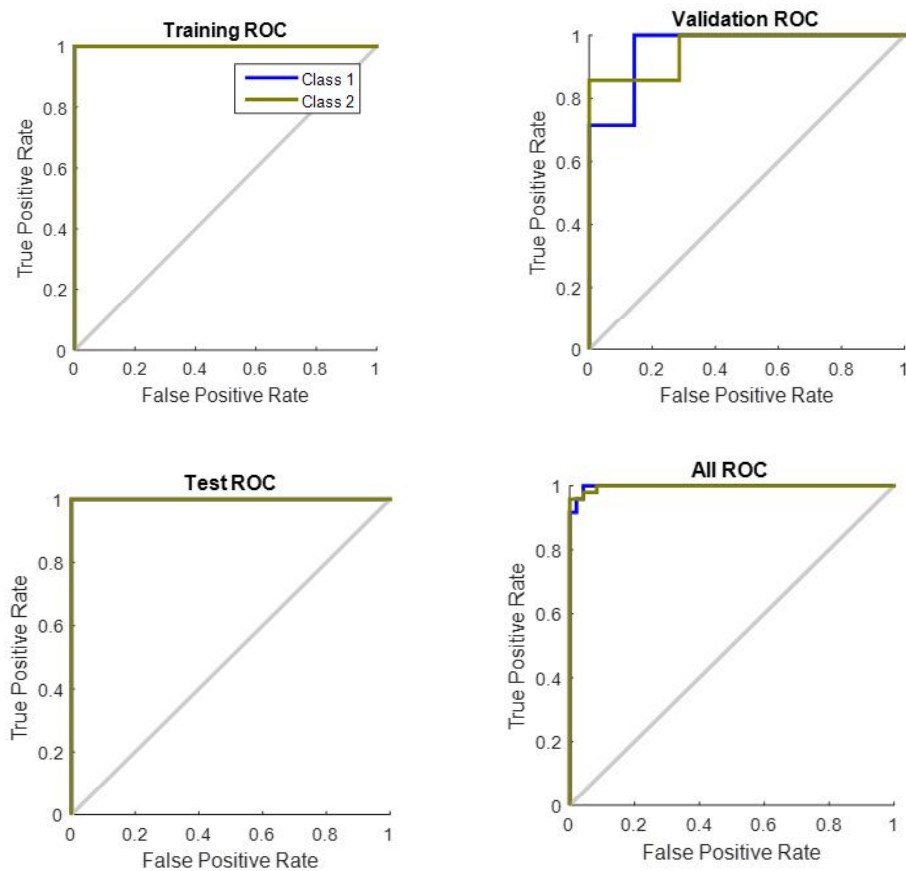 Training ROC
Class 1
Class 2
True Positive Rate
1
0.8
0.6
0.4
0.2
0
0 0.2 0.4 0.6 0.8 1
False Positive Rate
Validation ROC
True Positive Rate
1
0.8
0.6
0.4
0.2
0
0 0.2 0.4 0.6 0.8 1
False Positive Rate
Test ROC
True Positive Rate
1
0.8
0.6
0.4
0.2
0
0 0.2 0.4 0.6 0.8 1
False Positive Rate
All ROC
True Positive Rate
1
0.8
0.6
0.4
0.2
0
0 0.2 0.4 0.6 0.8 1
False Positive Rate